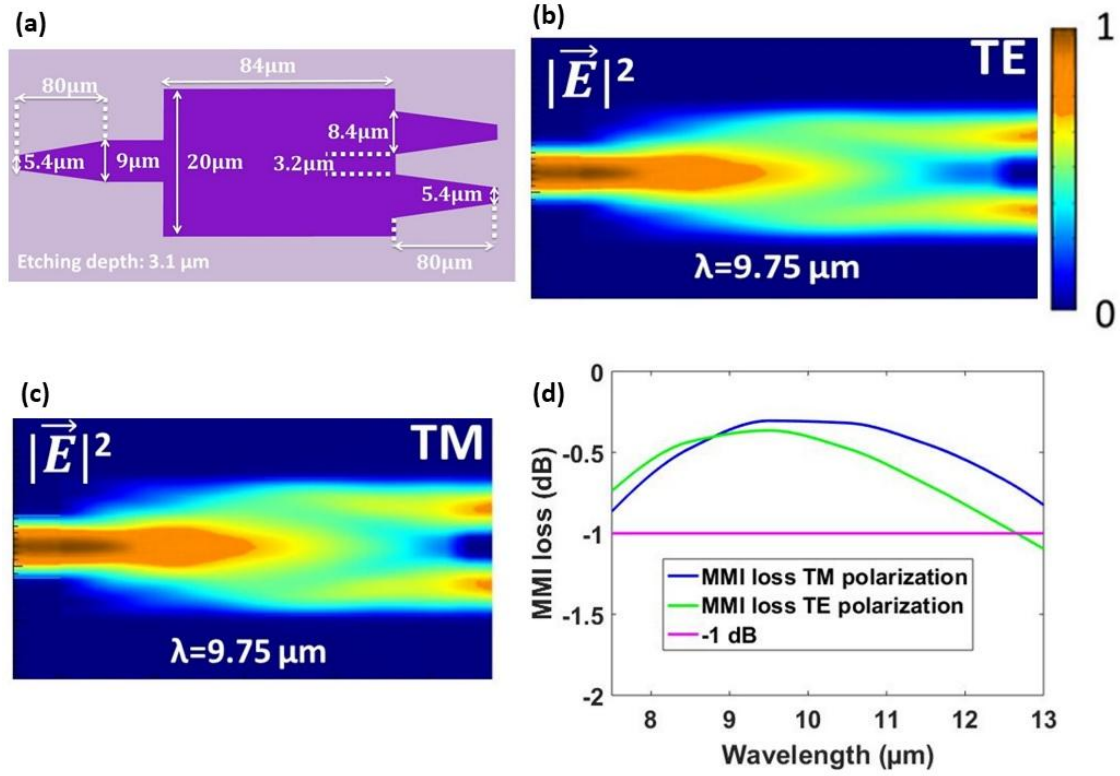 (a)
84μm
80μm
8.4μm
5.4μm
9μm
20μm
3.2μm
5.4μm
80μm
Etching depth: 3.1 μm
(b)
|E|²
TE
λ=9.75 μm
1
0
(c)
|E|²
TM
λ=9.75 μm
(d)
0
-0.5
-1
-1.5
-2
MMI loss (dB)
MMI loss TM polarization
MMI loss TE polarization
-1 dB
8 9 10 11 12 13
Wavelength (μm)